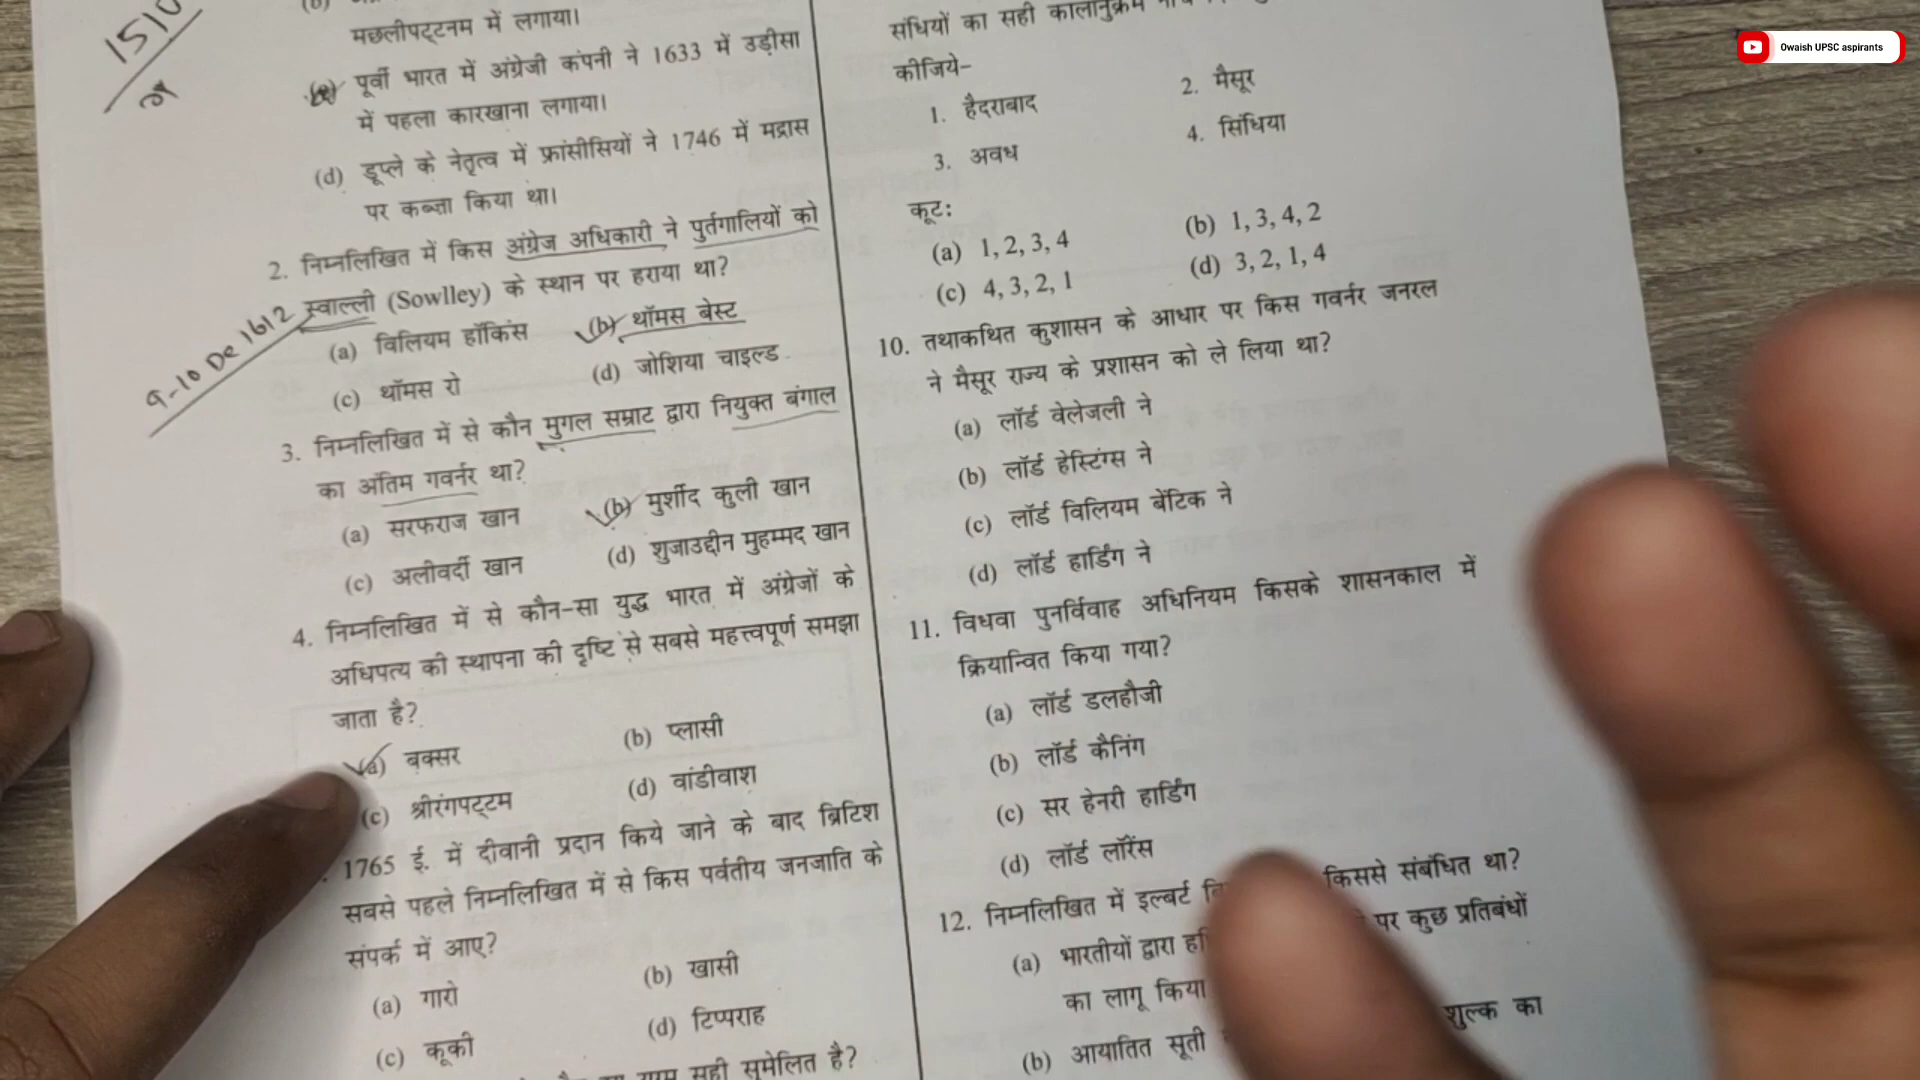 1510
मछलीपट्टनम में लगाया।
पूर्वी भारत में अंग्रेजी कंपनी ने 1633 में उड़ीसा
में पहला कारखाना लगाया।
(d) डूप्ले के नेतृत्व में फ्रांसीसियों ने 1746 में मद्रास
पर कब्जा किया था।
2. निम्नलिखित में किस अंग्रेज अधिकारी ने पुर्तगालियों को
स्वाल्ली (Sowlley) के स्थान पर हराया था?
9-10 De 1612
(a) विलियम हॉकिंस (b) थॉमस बेस्ट
(c) थॉमस रो (d) जोशिया चाइल्ड
3. निम्नलिखित में से कौन मुगल सम्राट द्वारा नियुक्त बंगाल
का अंतिम गवर्नर था?
(a) सरफराज खान (b) मुर्शीद कुली खान
(c) अलीवर्दी खान (d) शुजाउद्दीन मुहम्मद खान
4. निम्नलिखित में से कौन-सा युद्ध भारत में अंग्रेजों के
अधिपत्य की स्थापना की दृष्टि से सबसे महत्त्वपूर्ण समझा
जाता है?
(a) बक्सर (b) प्लासी
(c) श्रीरंगपट्टम (d) वांडीवाश
1765 ई. में दीवानी प्रदान किये जाने के बाद ब्रिटिश
सबसे पहले निम्नलिखित में से किस पर्वतीय जनजाति के
संपर्क में आए?
(a) गारो (b) खासी
(c) कूकी (d) टिप्पराह
सही सुमेलित है?
संधियों का सही कालानुक्रम
कीजिये-
1. हैदराबाद 2. मैसूर
3. अवध 4. सिंधिया
कूट:
(a) 1, 2, 3, 4 (b) 1, 3, 4, 2
(c) 4, 3, 2, 1 (d) 3, 2, 1, 4
10. तथाकथित कुशासन के आधार पर किस गवर्नर जनरल
ने मैसूर राज्य के प्रशासन को ले लिया था?
(a) लॉर्ड वेलेजली ने
(b) लॉर्ड हेस्टिंग्स ने
(c) लॉर्ड विलियम बेंटिक ने
(d) लॉर्ड हार्डिंग ने
11. विधवा पुनर्विवाह अधिनियम किसके शासनकाल में
क्रियान्वित किया गया?
(a) लॉर्ड डलहौजी
(b) लॉर्ड कैनिंग
(c) सर हेनरी हार्डिंग
(d) लॉर्ड लॉरेंस
12. निम्नलिखित में इल्बर्ट किससे संबंधित था?
(a) भारतीयों द्वारा पर कुछ प्रतिबंधों
का लागू किया
(b) आयातित सूती शुल्क का
Owaish UPSC aspirants